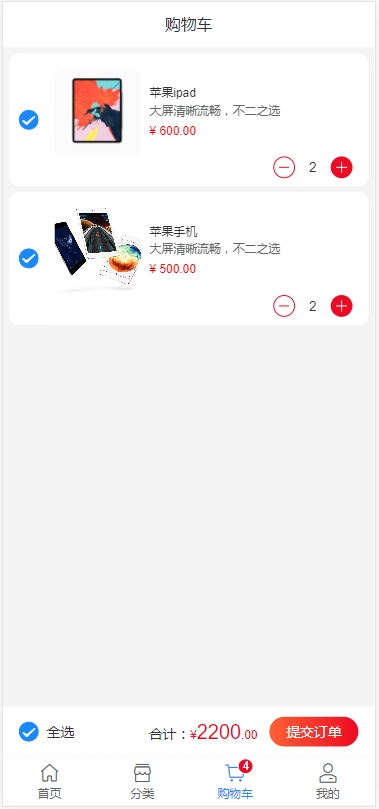 购物车
苹果ipad
大屏清晰流畅，不二之选
¥ 600.00
2
苹果手机
大屏清晰流畅，不二之选
¥ 500.00
2
全选 合计：¥2200.00 提交订单
4
首页 分类 购物车 我的